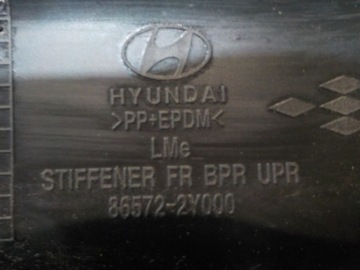 HYUNDAI
>PP+EPDM<
LMe
STIFFENER FR BPR UPR
86572-2Y000